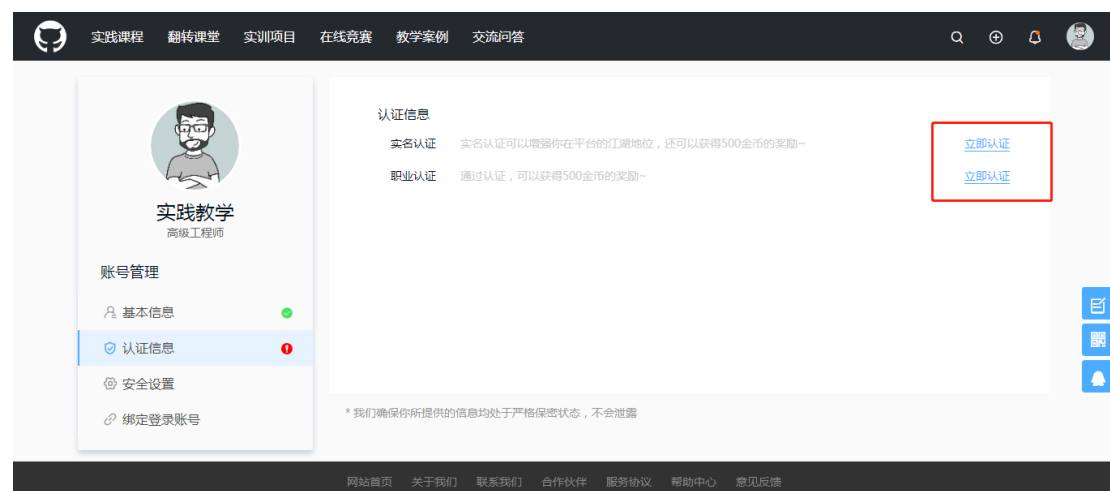 实践课程 翻转课堂 实训项目 在线竞赛 教学案例 交流问答
实践教学
高级工程师
账号管理
基本信息
认证信息
安全设置
绑定登录账号
认证信息
实名认证 实名认证可以增强你在平台的江湖地位，还可以获得500金币的奖励~ 立即认证
职业认证 通过认证，可以获得500金币的奖励~ 立即认证
* 我们确保你所提供的信息均处于严格保密状态，不会泄露
网站首页 关于我们 联系我们 合作伙伴 服务协议 帮助中心 意见反馈